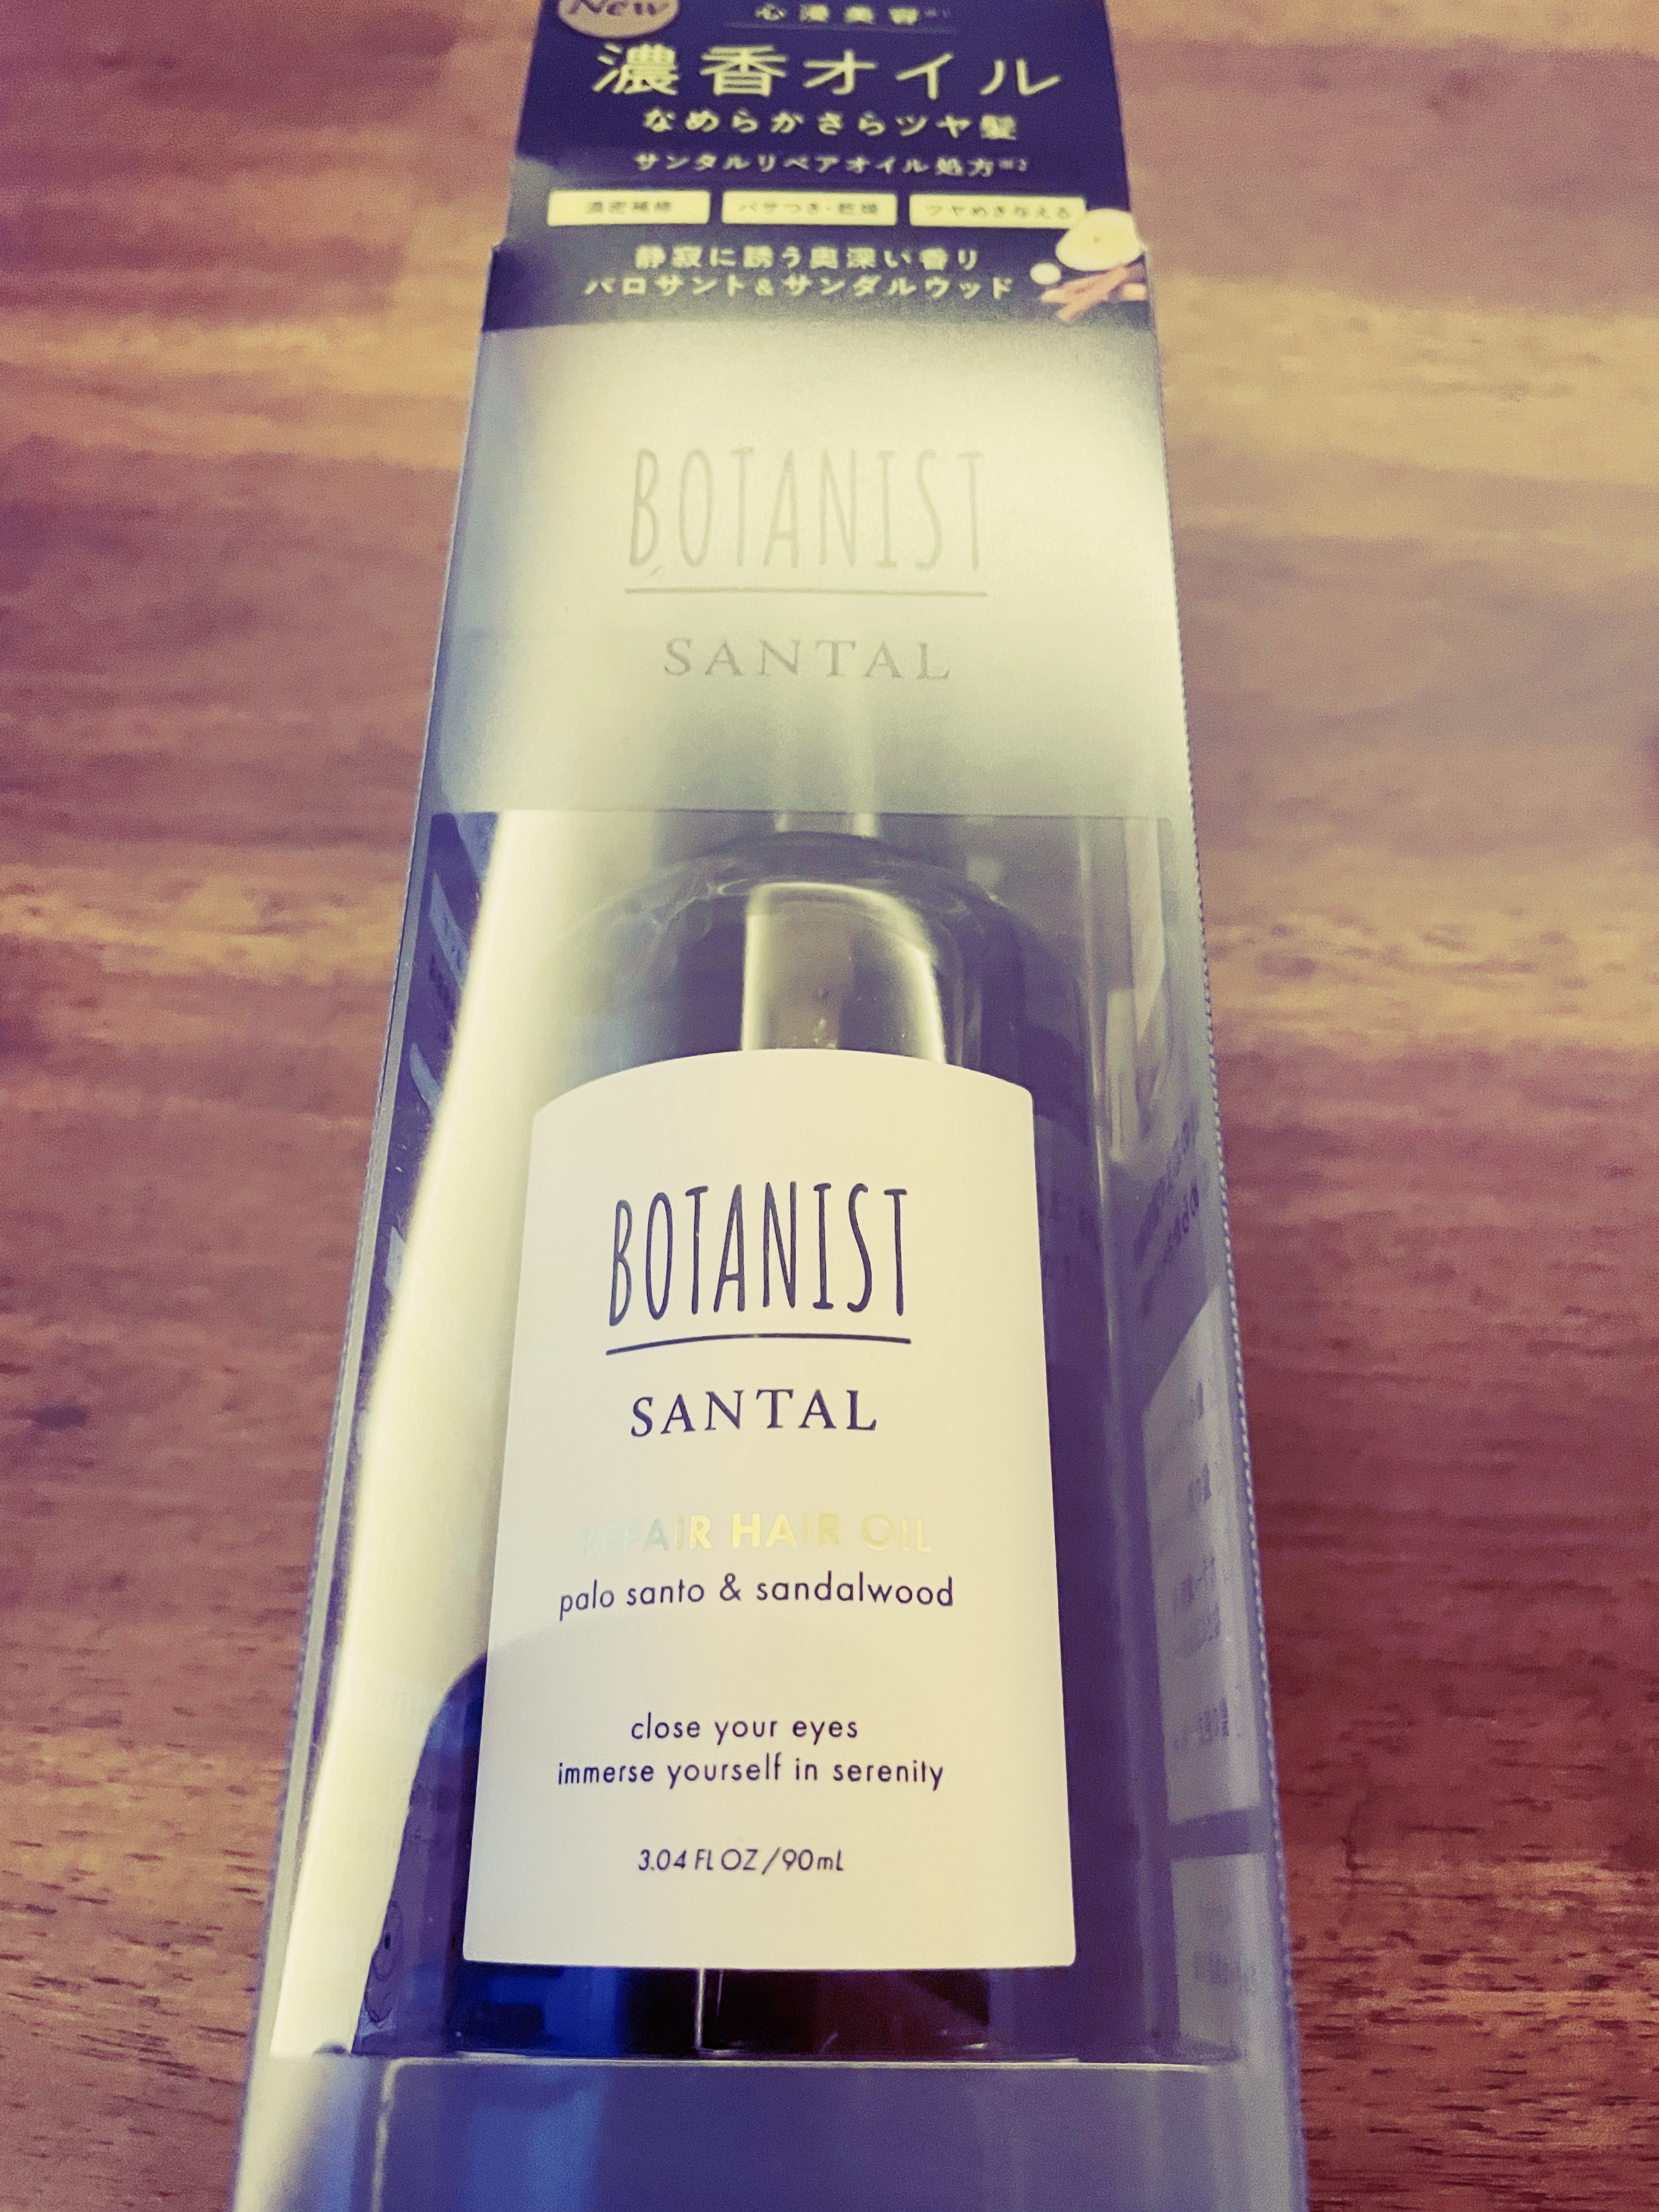 New
心浸美容※1
濃香オイル
なめらかさらツヤ髪
サンタルリペアオイル処方※2
濃密補修 パサつき・乾燥 ツヤめきなえる
静寂に誘う奥深い香り
パロサント&サンダルウッド
BOTANIST
SANTAL
BOTANIST
SANTAL
REPAIR HAIR OIL
palo santo & sandalwood
close your eyes
immerse yourself in serenity
3.04 FL OZ/90mL